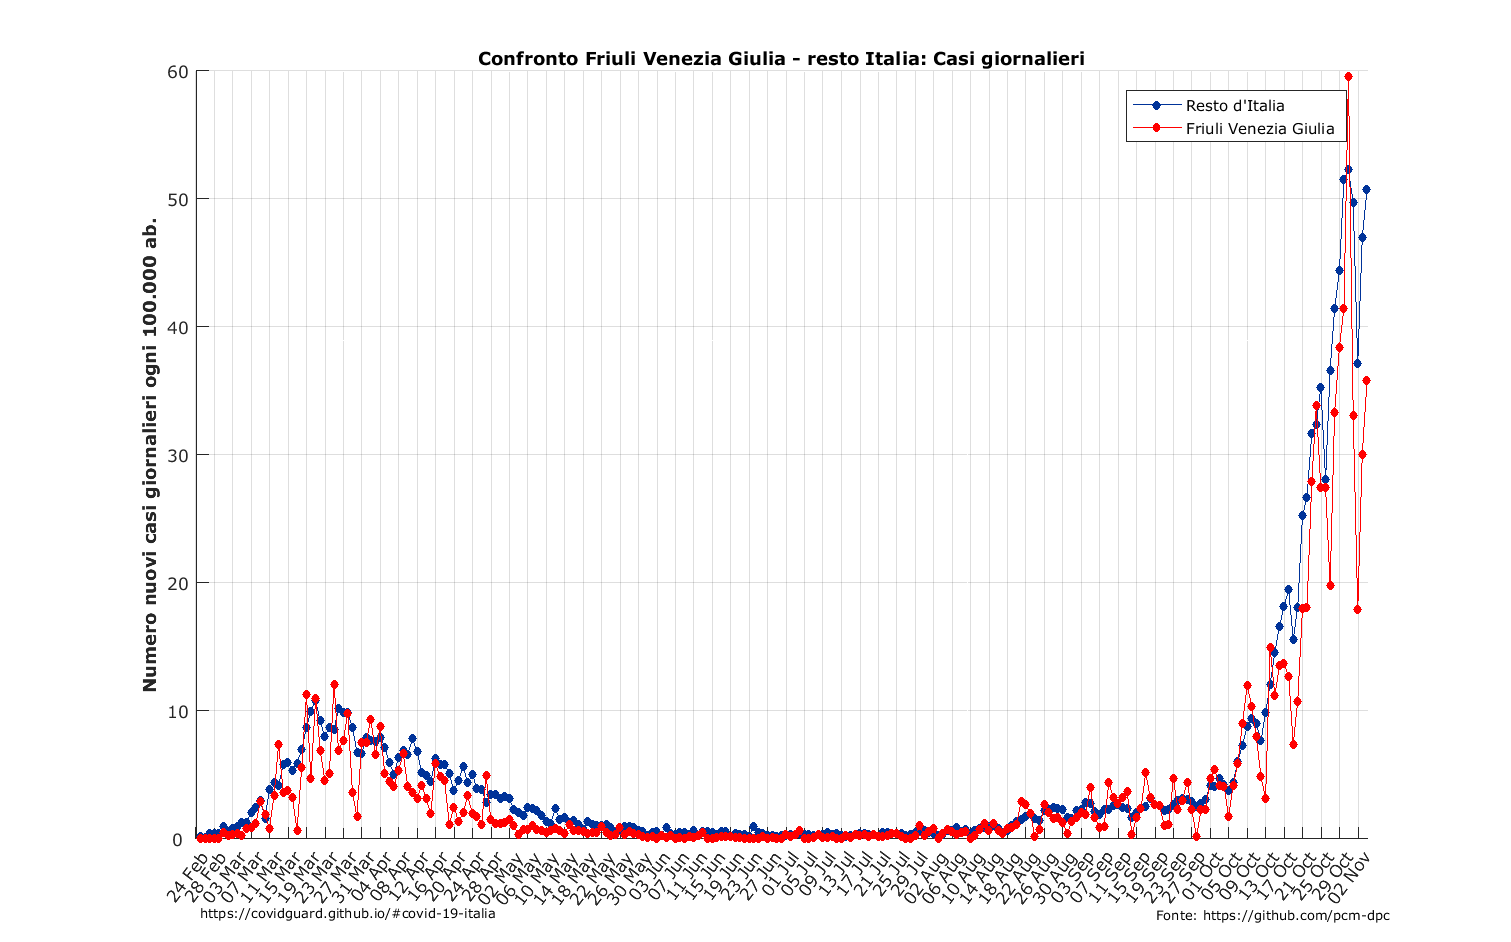 Confronto Friuli Venezia Giulia - resto Italia: Casi giornalieri
Resto d'Italia
Friuli Venezia Giulia
Numero nuovi casi giornalieri ogni 100.000 ab.
60
50
40
30
20
10
0
24 Feb
28 Feb
03 Mar
07 Mar
11 Mar
15 Mar
19 Mar
23 Mar
27 Mar
31 Mar
04 Apr
08 Apr
12 Apr
16 Apr
20 Apr
24 Apr
28 Apr
02 May
06 May
10 May
14 May
18 May
22 May
26 May
30 May
03 Jun
07 Jun
11 Jun
15 Jun
19 Jun
23 Jun
27 Jun
01 Jul
05 Jul
09 Jul
13 Jul
17 Jul
21 Jul
25 Jul
29 Jul
02 Aug
06 Aug
10 Aug
14 Aug
18 Aug
22 Aug
26 Aug
30 Aug
03 Sep
07 Sep
11 Sep
15 Sep
19 Sep
23 Sep
27 Sep
01 Oct
05 Oct
09 Oct
13 Oct
17 Oct
21 Oct
25 Oct
29 Oct
02 Nov
https://covidguard.github.io/#covid-19-italia
Fonte: https://github.com/pcm-dpc